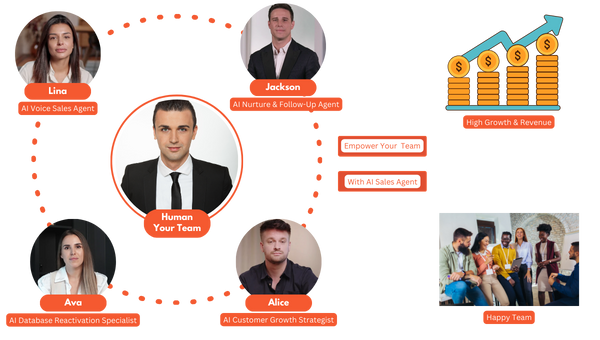 Lina
AI Voice Sales Agent
Jackson
AI Nurture & Follow-Up Agent
High Growth & Revenue
Empower Your Team
With AI Sales Agent
Human
Your Team
Ava
AI Database Reactivation Specialist
Alice
AI Customer Growth Strategist
Happy Team
$
$
$
$